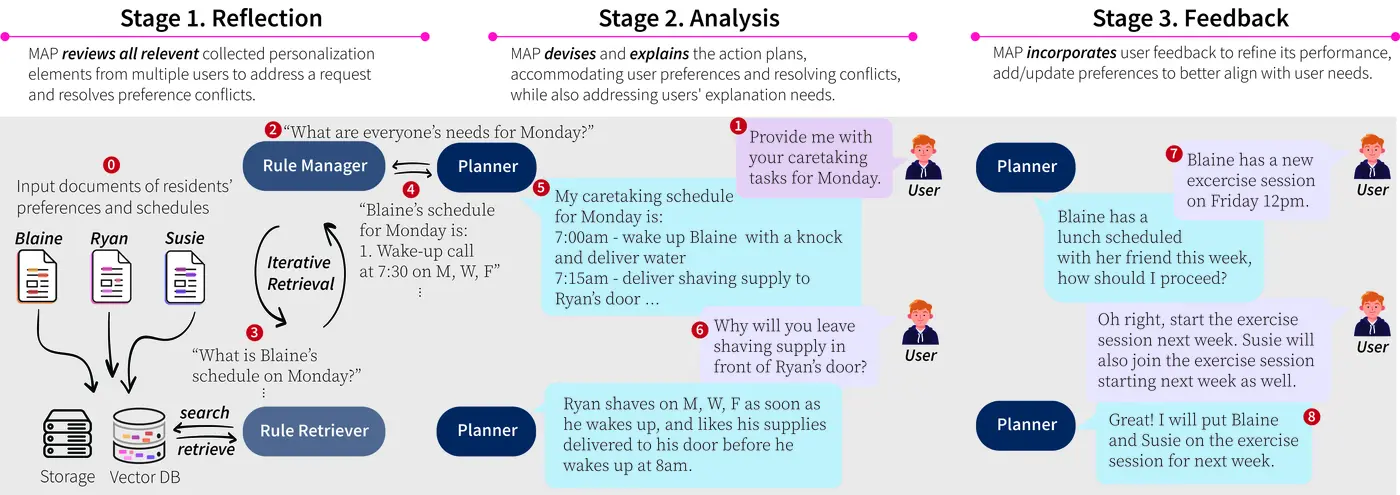 Stage 1. Reflection
MAP reviews all relevent collected personalization
elements from multiple users to address a request
and resolves preference conflicts.
Stage 2. Analysis
MAP devises and explains the action plans,
accommodating user preferences and resolving conflicts,
while also addressing users' explanation needs.
Stage 3. Feedback
MAP incorporates user feedback to refine its performance,
add/update preferences to better align with user needs.
0
Input documents of residents’
preferences and schedules
Blaine
Ryan
Susie
Storage
Vector DB
search
retrieve
2
“What are everyone’s needs for Monday?”
Rule Manager
Planner
4
“Blaine’s schedule
for Monday is:
1. Wake-up call
at 7:30 on M, W, F”
⋮
Iterative
Retrieval
3
“What is Blaine’s
schedule on Monday?”
⋮
Rule Retriever
1
Provide me with
your caretaking
tasks for Monday.
User
5
My caretaking schedule
for Monday is:
7:00am - wake up Blaine with a knock
and deliver water
7:15am - deliver shaving supply to
Ryan’s door ...
6
Why will you leave
shaving supply in
front of Ryan’s door?
User
Planner
Ryan shaves on M, W, F as soon as
he wakes up, and likes his supplies
delivered to his door before he
wakes up at 8am.
Planner
7
Blaine has a new
excercise session
on Friday 12pm.
User
Blaine has a
lunch scheduled
with her friend this week,
how should I proceed?
Oh right, start the exercise
session next week. Susie will
also join the exercise session
starting next week as well.
User
Planner
8
Great! I will put Blaine
and Susie on the exercise
session for next week.